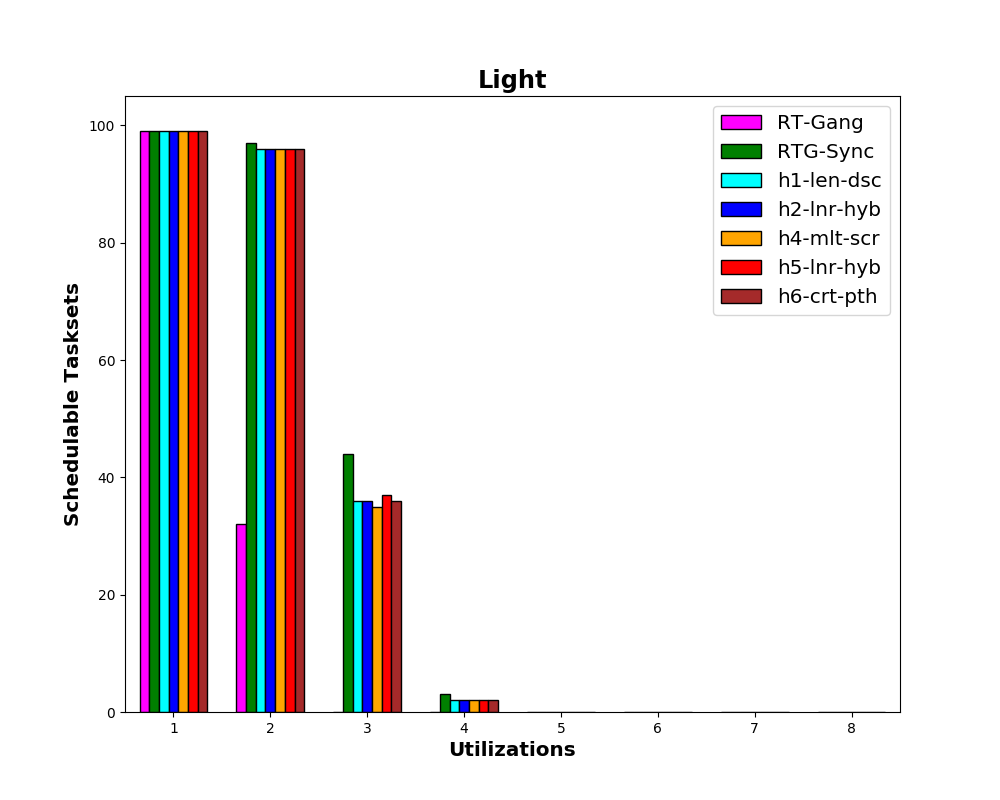 Light
100
80
60
40
20
0
Schedulable Tasksets
RT-Gang
RTG-Sync
h1-len-dsc
h2-lnr-hyb
h4-mlt-scr
h5-lnr-hyb
h6-crt-pth
1 2 3 4 5 6 7 8
Utilizations